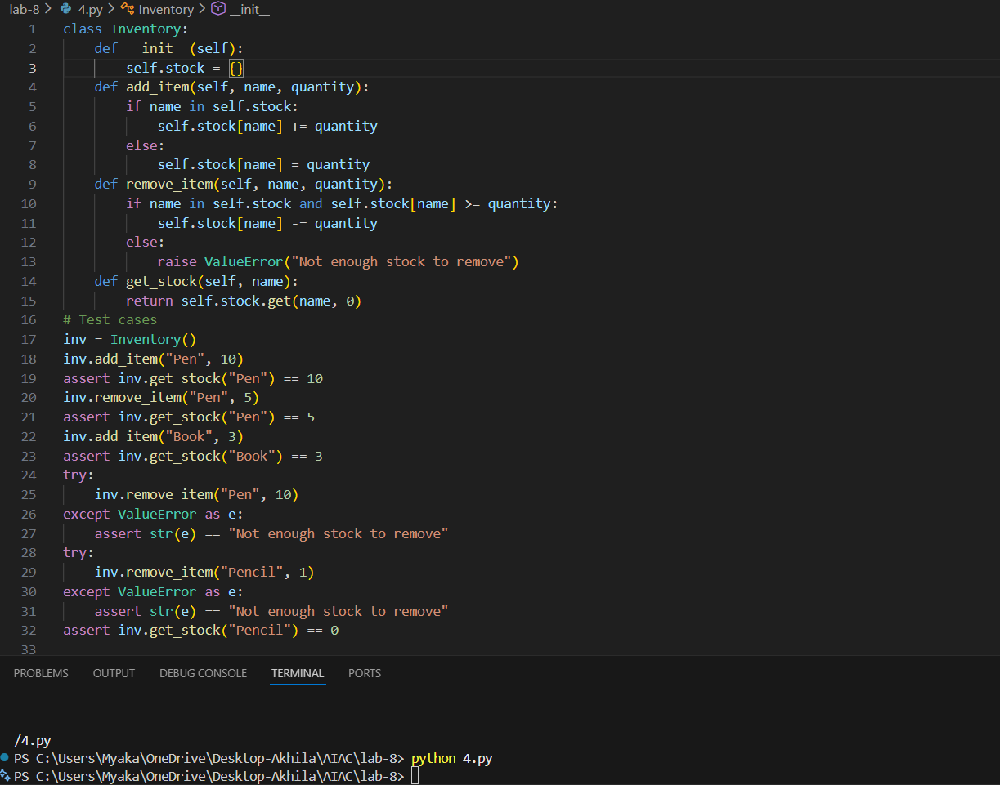 lab-8 > 4.py > Inventory > __init__
1 class Inventory:
2     def __init__(self):
3         self.stock = {}
4     def add_item(self, name, quantity):
5         if name in self.stock:
6             self.stock[name] += quantity
7         else:
8             self.stock[name] = quantity
9     def remove_item(self, name, quantity):
10         if name in self.stock and self.stock[name] >= quantity:
11             self.stock[name] -= quantity
12         else:
13             raise ValueError("Not enough stock to remove")
14     def get_stock(self, name):
15         return self.stock.get(name, 0)
16 # Test cases
17 inv = Inventory()
18 inv.add_item("Pen", 10)
19 assert inv.get_stock("Pen") == 10
20 inv.remove_item("Pen", 5)
21 assert inv.get_stock("Pen") == 5
22 inv.add_item("Book", 3)
23 assert inv.get_stock("Book") == 3
24 try:
25     inv.remove_item("Pen", 10)
26 except ValueError as e:
27     assert str(e) == "Not enough stock to remove"
28 try:
29     inv.remove_item("Pencil", 1)
30 except ValueError as e:
31     assert str(e) == "Not enough stock to remove"
32 assert inv.get_stock("Pencil") == 0
33
PROBLEMS OUTPUT DEBUG CONSOLE TERMINAL PORTS
/4.py
PS C:\Users\Myaka\OneDrive\Desktop-Akhila\AIAC\lab-8> python 4.py
PS C:\Users\Myaka\OneDrive\Desktop-Akhila\AIAC\lab-8>